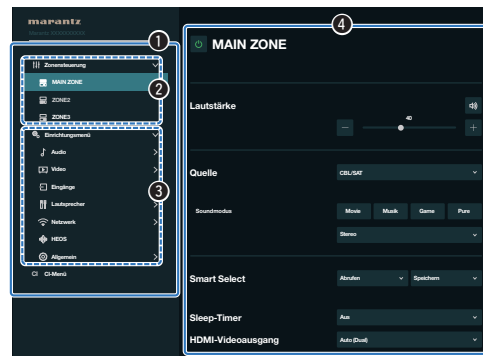 marantz
① 
Zonensteuerung
② 
MAIN ZONE
ZONE2
ZONE3
Einrichtungsmenü
Audio
Video
Eingänge
③ 
Lautsprecher
Netzwerk
HEOS
Allgemein
CI CI-Menü
④ 
MAIN ZONE
Lautstärke
40
Quelle CBL/SAT
Soundmodus Movie Musik Game Pure
Stereo
Smart Select Abrufen Speichern
Sleep-Timer Aus
HDMI-Videoausgang Auto (Dual)